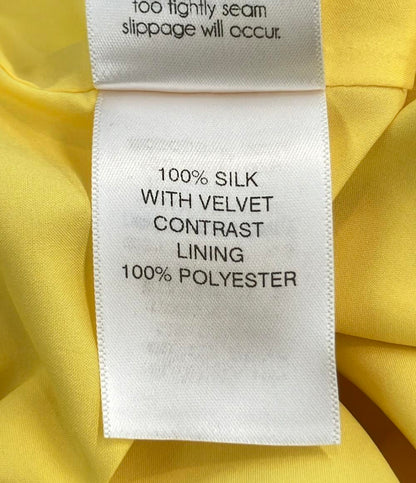 too tightly seam
slippage will occur.
100% SILK
WITH VELVET
CONTRAST
LINING
100% POLYESTER